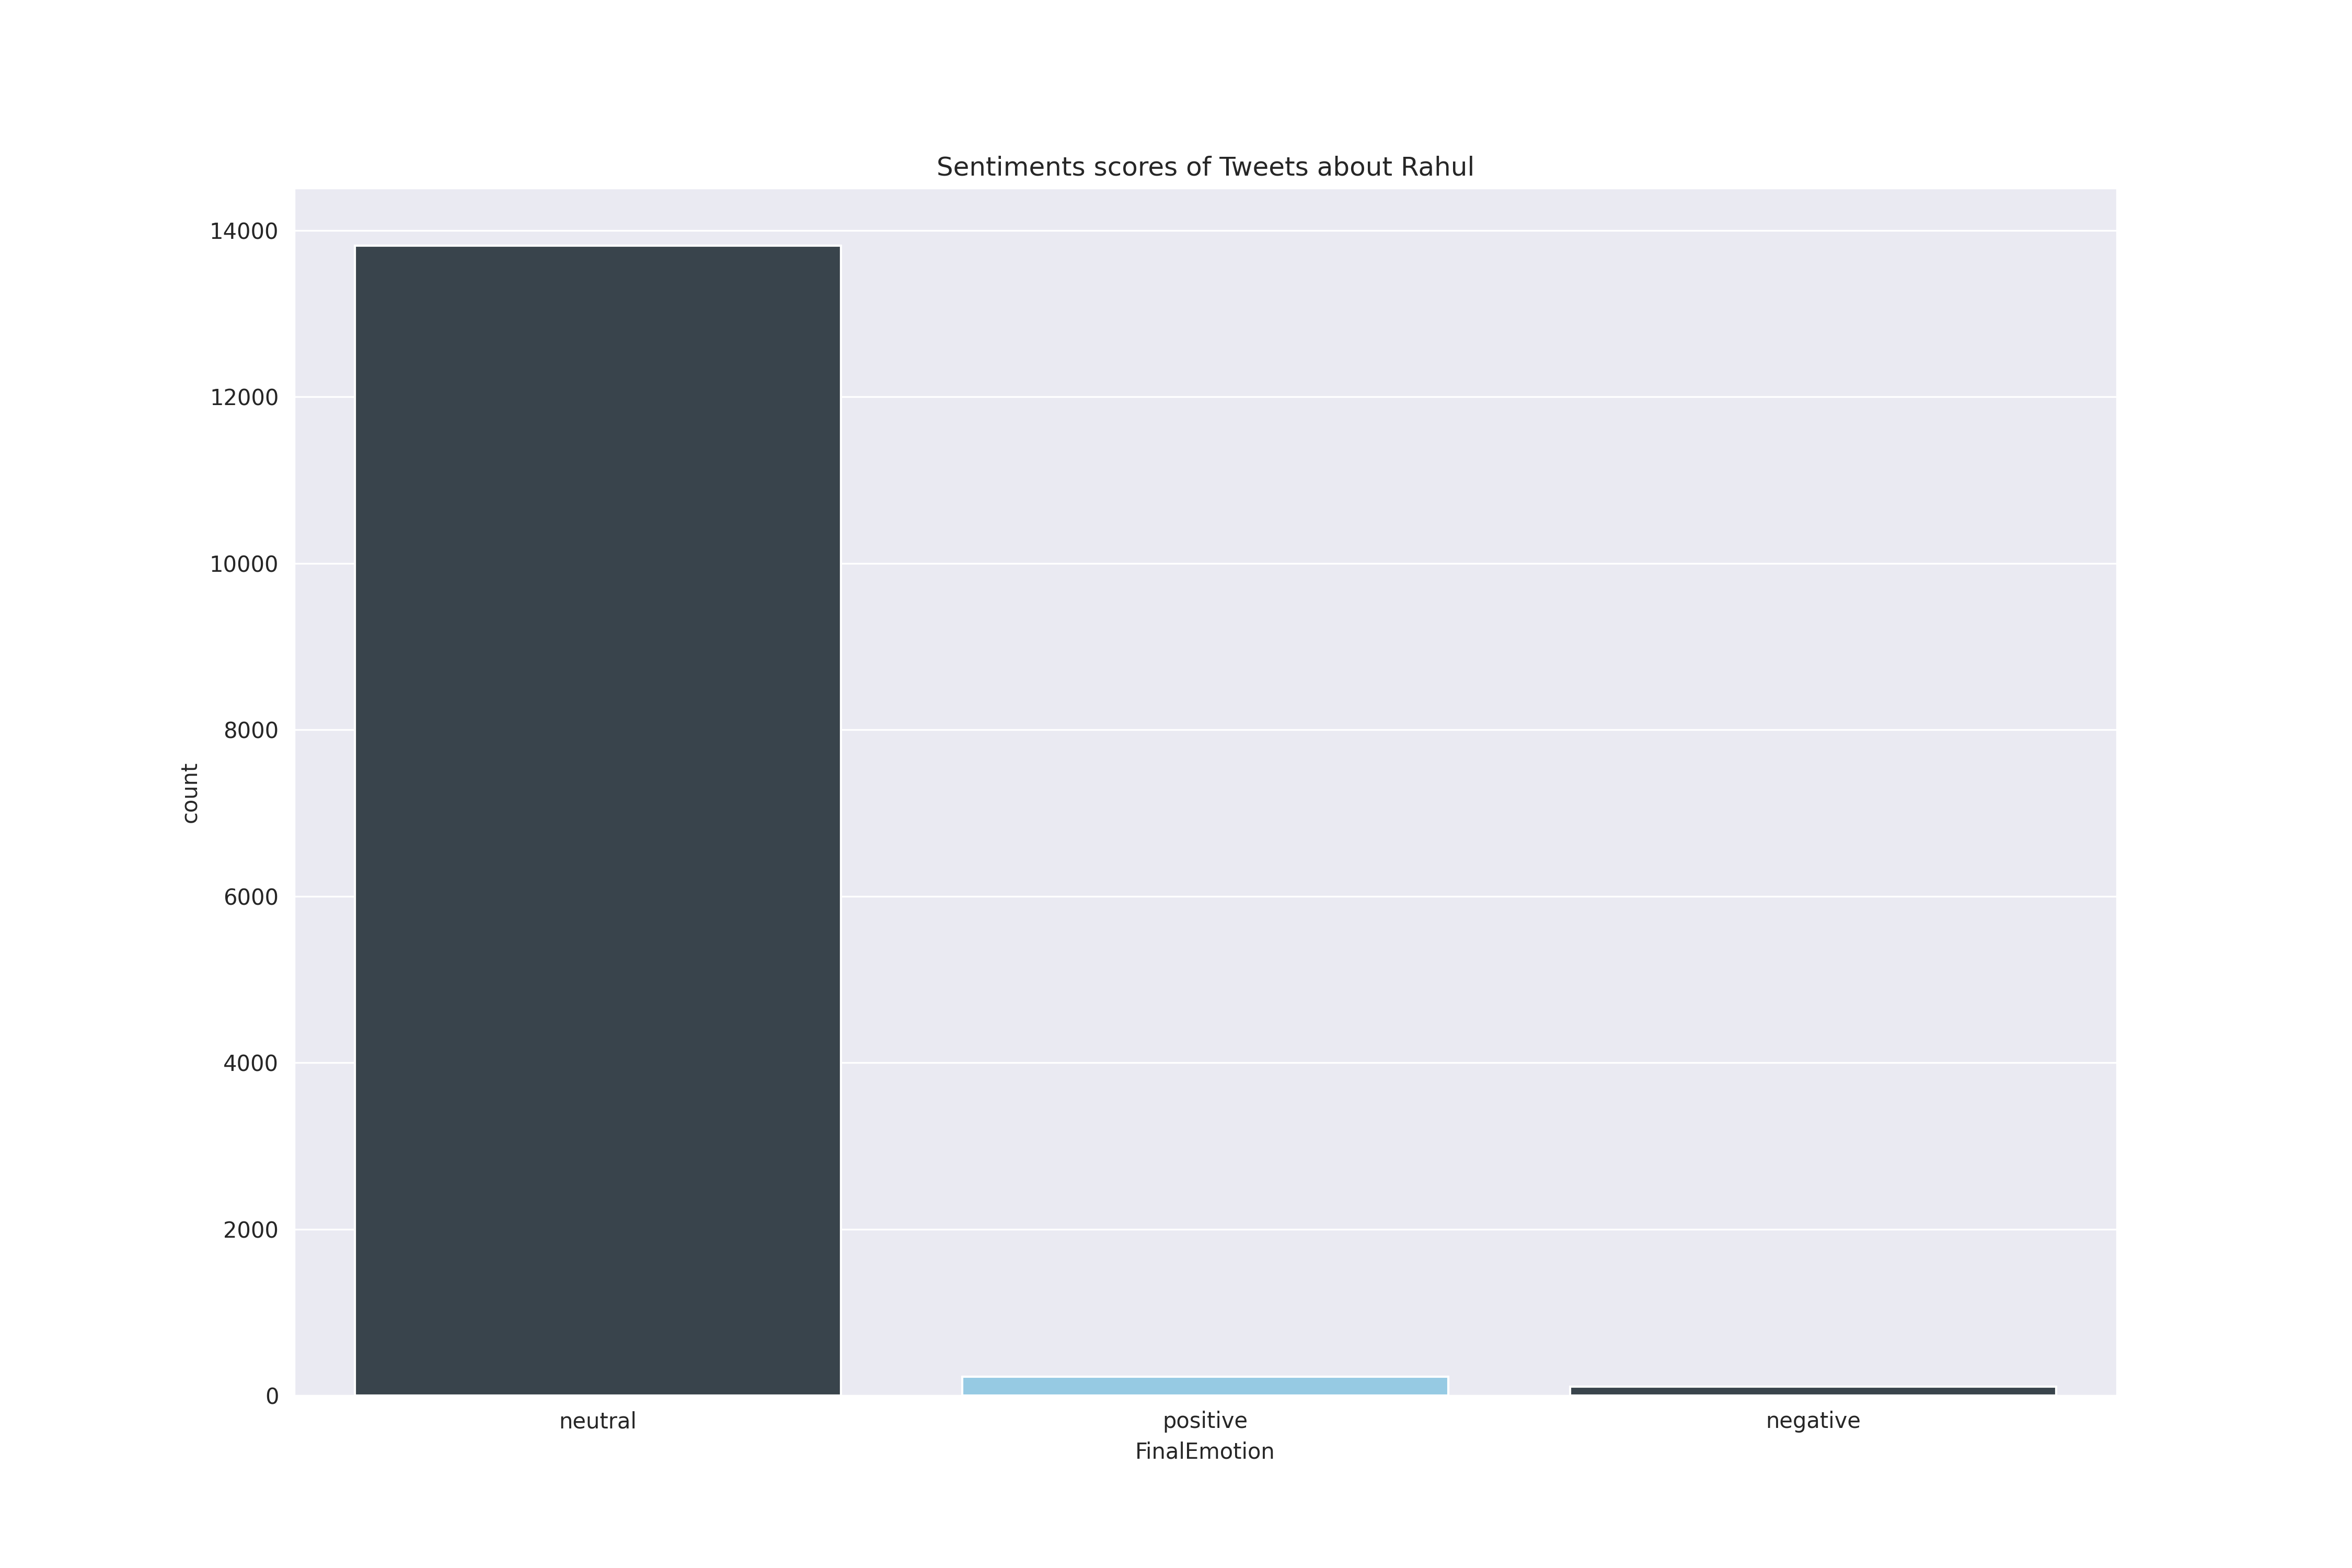 Sentiments scores of Tweets about Rahul
14000
12000
10000
8000
6000
4000
2000
0
count
neutral
positive
negative
FinalEmotion